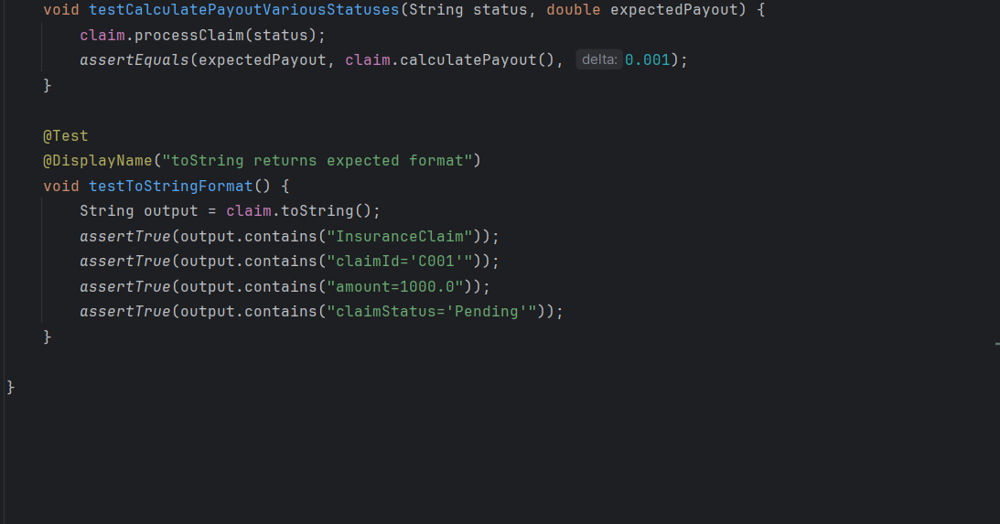 void testCalculatePayoutVariousStatuses(String status, double expectedPayout) {
claim.processClaim(status);
assertEquals(expectedPayout, claim.calculatePayout(), delta: 0.001);
}
@Test
@DisplayName("toString returns expected format")
void testToStringFormat() {
String output = claim.toString();
assertTrue(output.contains("InsuranceClaim"));
assertTrue(output.contains("claimId='C001'"));
assertTrue(output.contains("amount=1000.0"));
assertTrue(output.contains("claimStatus='Pending'"));
}
}